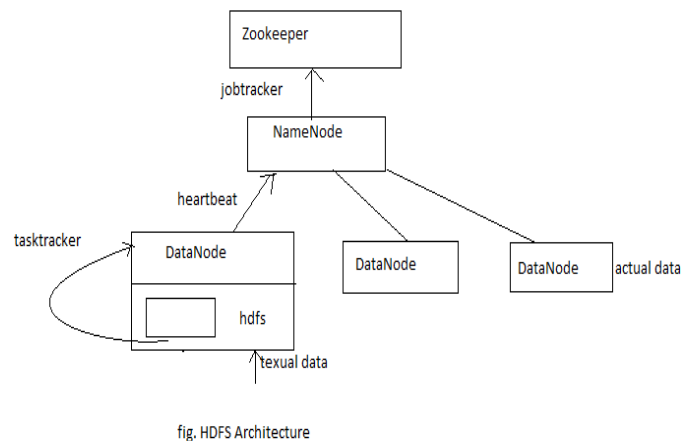 Zookeeper
jobtracker
NameNode
heartbeat
tasktracker
DataNode
DataNode
DataNode
actual data
hdfs
texual data
fig. HDFS Architecture